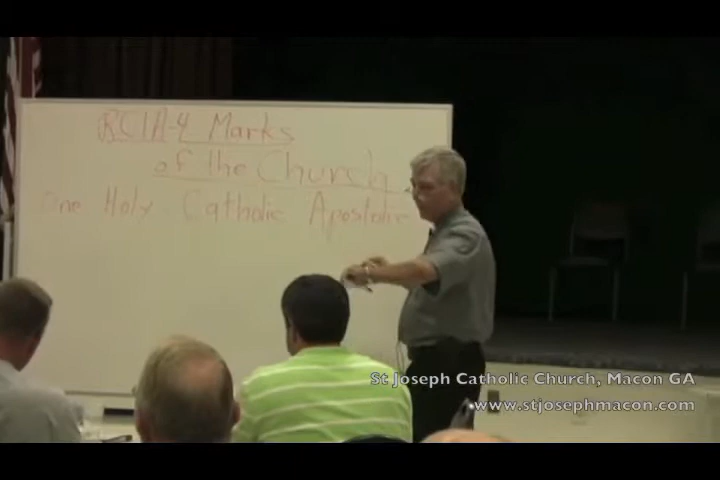 RCIA-4 Marks
of the Church
One Holy Catholic Apostolic
St Joseph Catholic Church, Macon GA
www.stjosephmacon.com